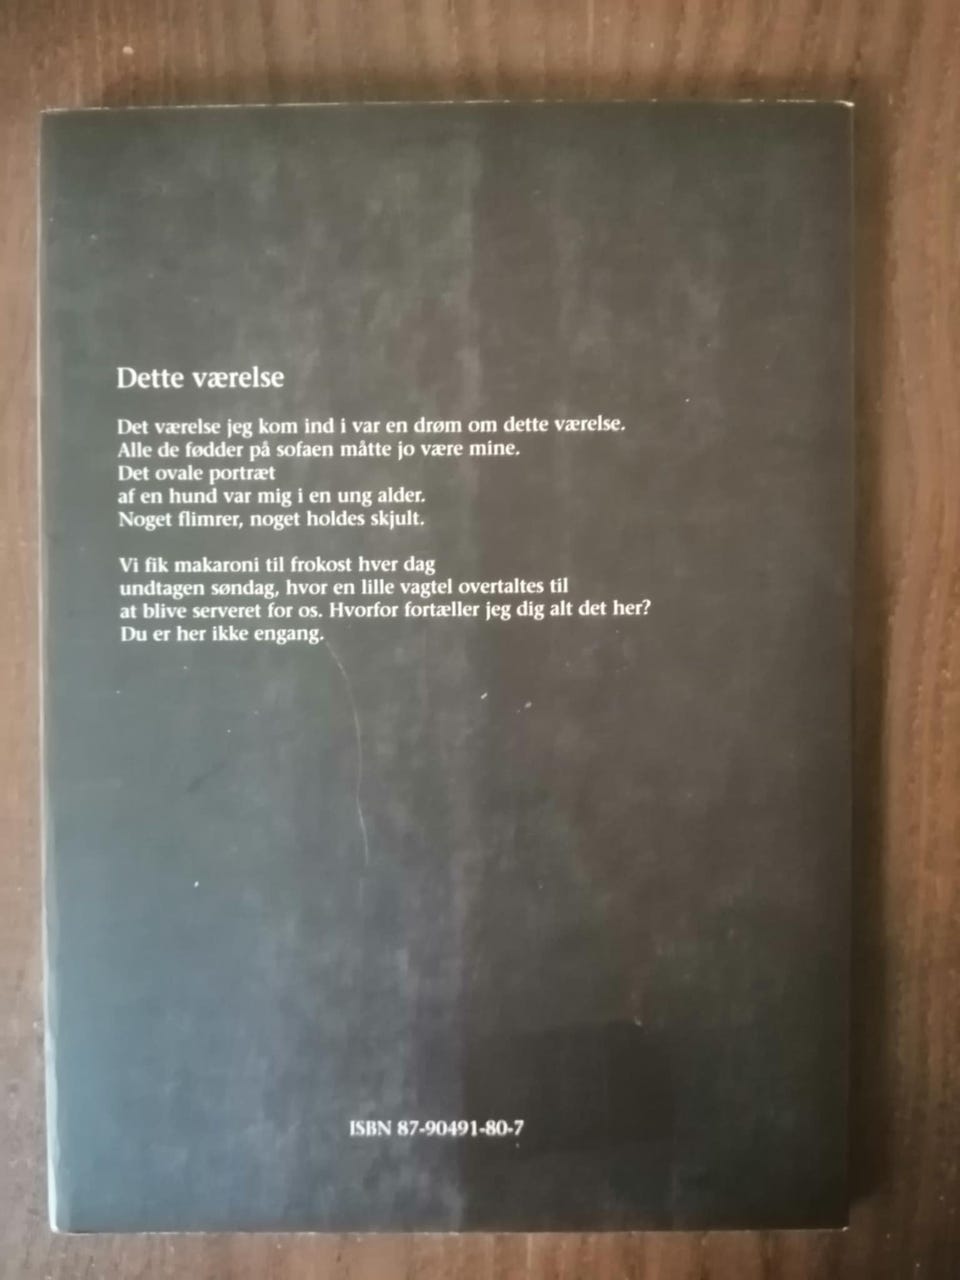 Dette værelse
Det værelse jeg kom ind i var en drøm om dette værelse.
Alle de fødder på sofaen måtte jo være mine.
Det ovale portræt
af en hund var mig i en ung alder.
Noget flimrer, noget holdes skjult.
Vi fik makaroni til frokost hver dag
undtagen søndag, hvor en lille vagtel overtaltes til
at blive serveret for os. Hvorfor fortæller jeg dig alt det her?
Du er her ikke engang.
ISBN 87-90491-80-7